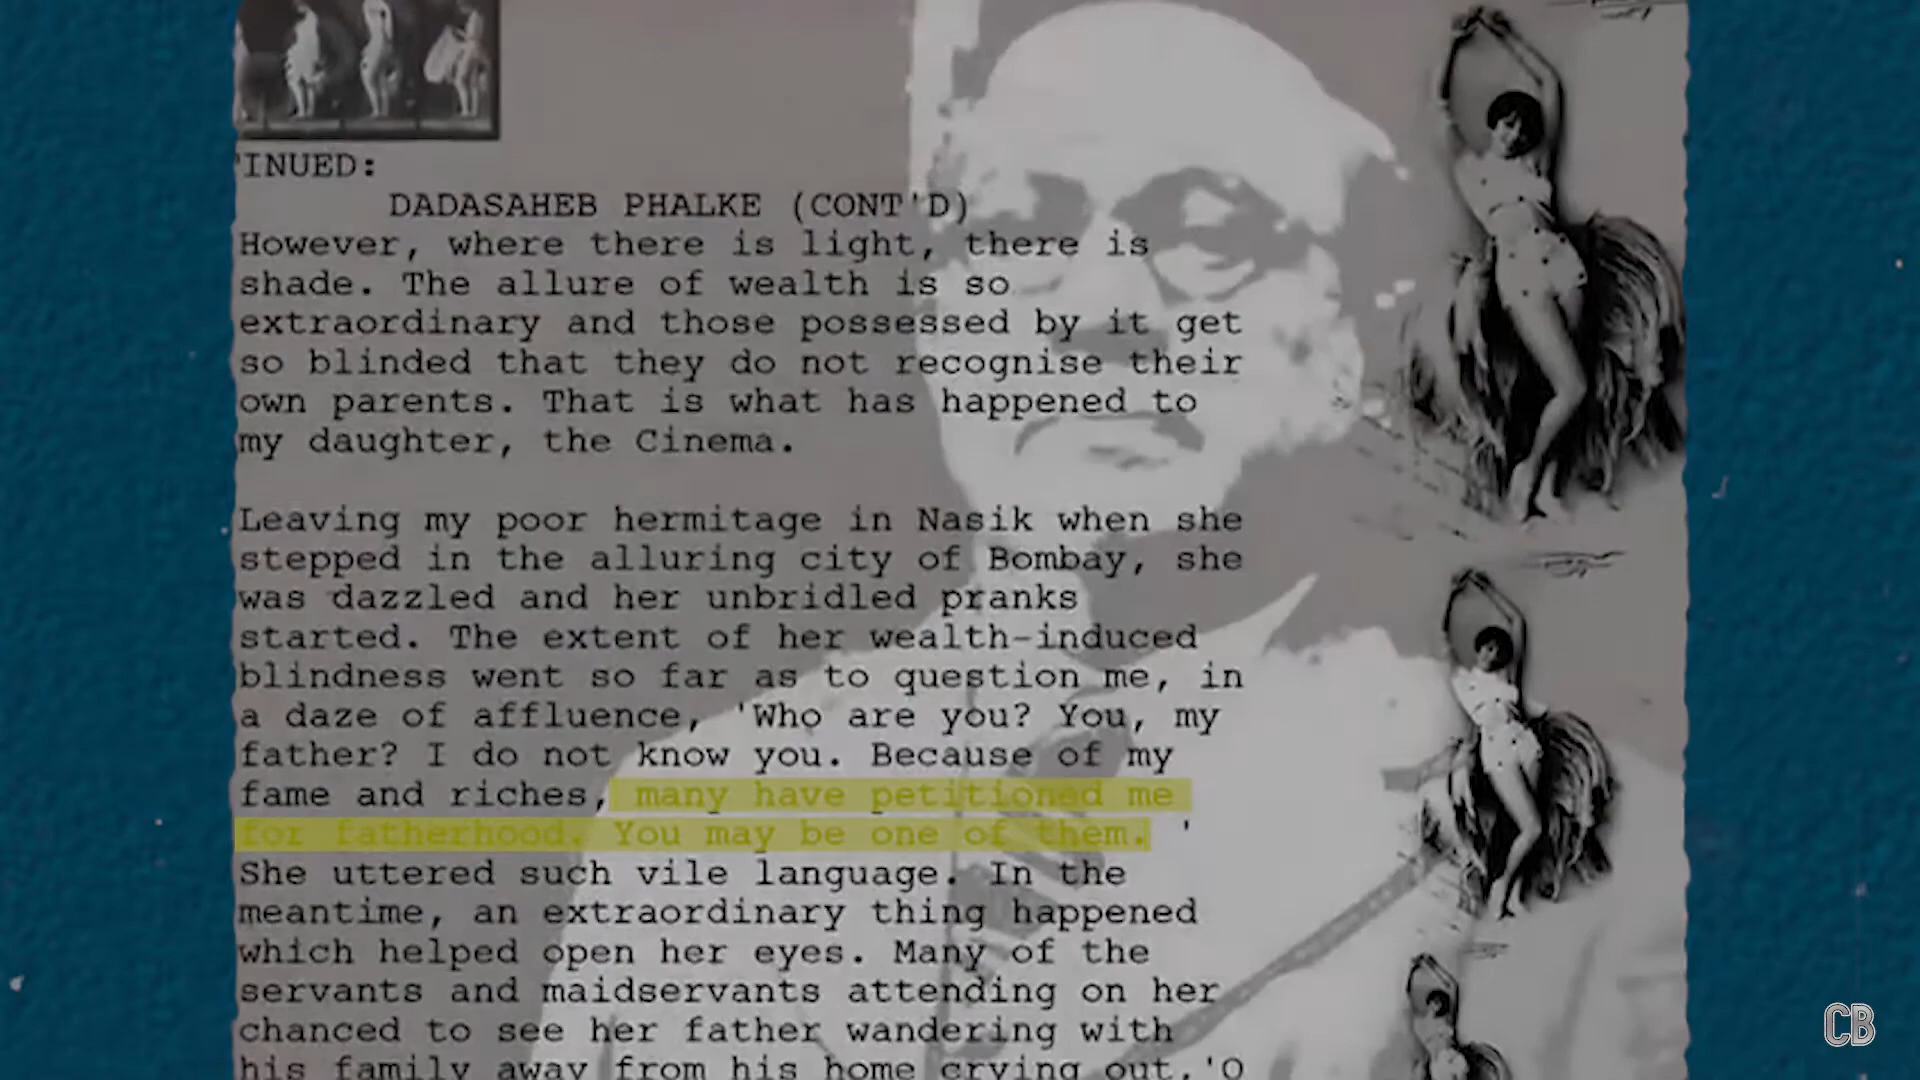 'INUED:
DADASAHEB PHALKE (CONT'D)
However, where there is light, there is
shade. The allure of wealth is so
extraordinary and those possessed by it get
so blinded that they do not recognise their
own parents. That is what has happened to
my daughter, the Cinema.
Leaving my poor hermitage in Nasik when she
stepped in the alluring city of Bombay, she
was dazzled and her unbridled pranks
started. The extent of her wealth-induced
blindness went so far as to question me, in
a daze of affluence, 'Who are you? You, my
father? I do not know you. Because of my
fame and riches, many have petitioned me
for fatherhood. You may be one of them. '
She uttered such vile language. In the
meantime, an extraordinary thing happened
which helped open her eyes. Many of the
servants and maidservants attending on her
chanced to see her father wandering with
his family away from his home crying out, 'O
CB